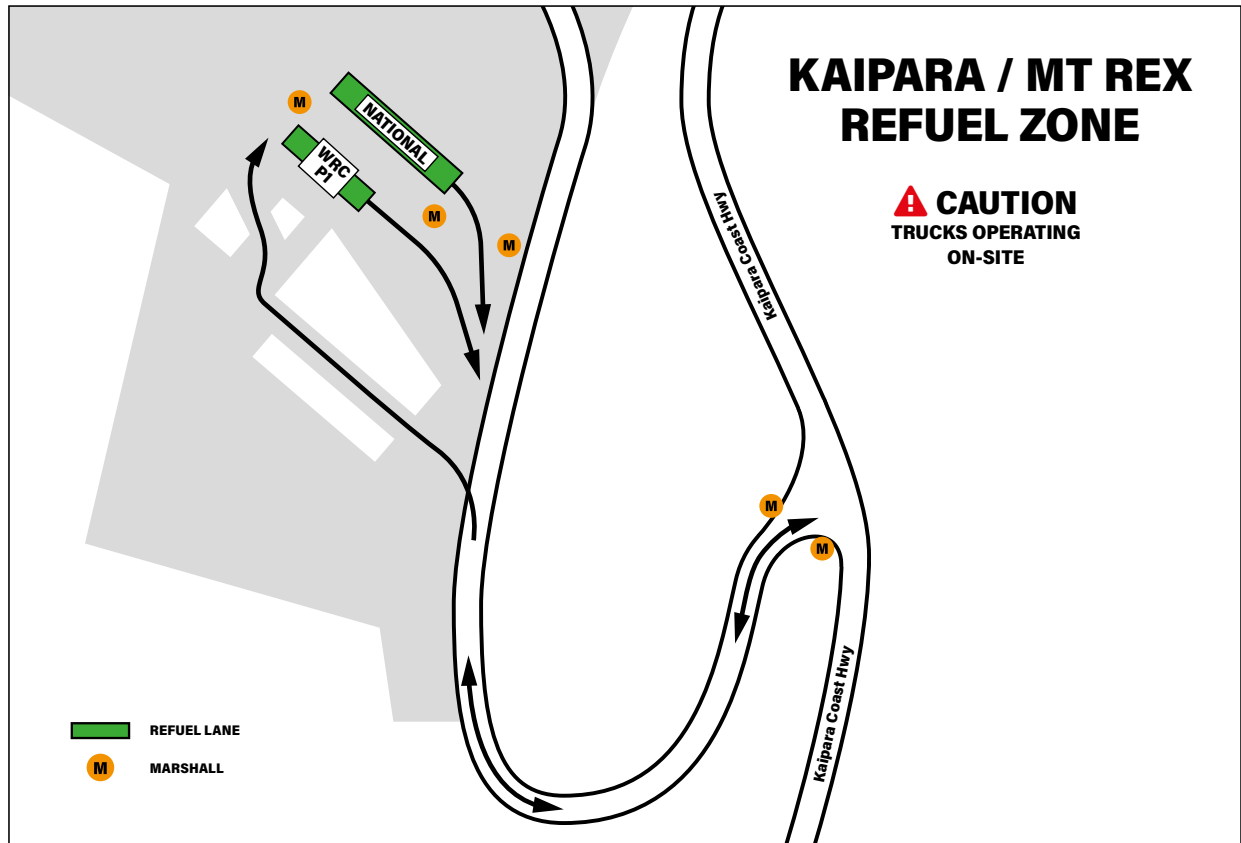 KAIPARA / MT REX
REFUEL ZONE
CAUTION
TRUCKS OPERATING
ON-SITE
M
NATIONAL
WRC
P1
M
M
Kaipara Coast Hwy
M
M
Kaipara Coast Hwy
REFUEL LANE
M
MARSHALL